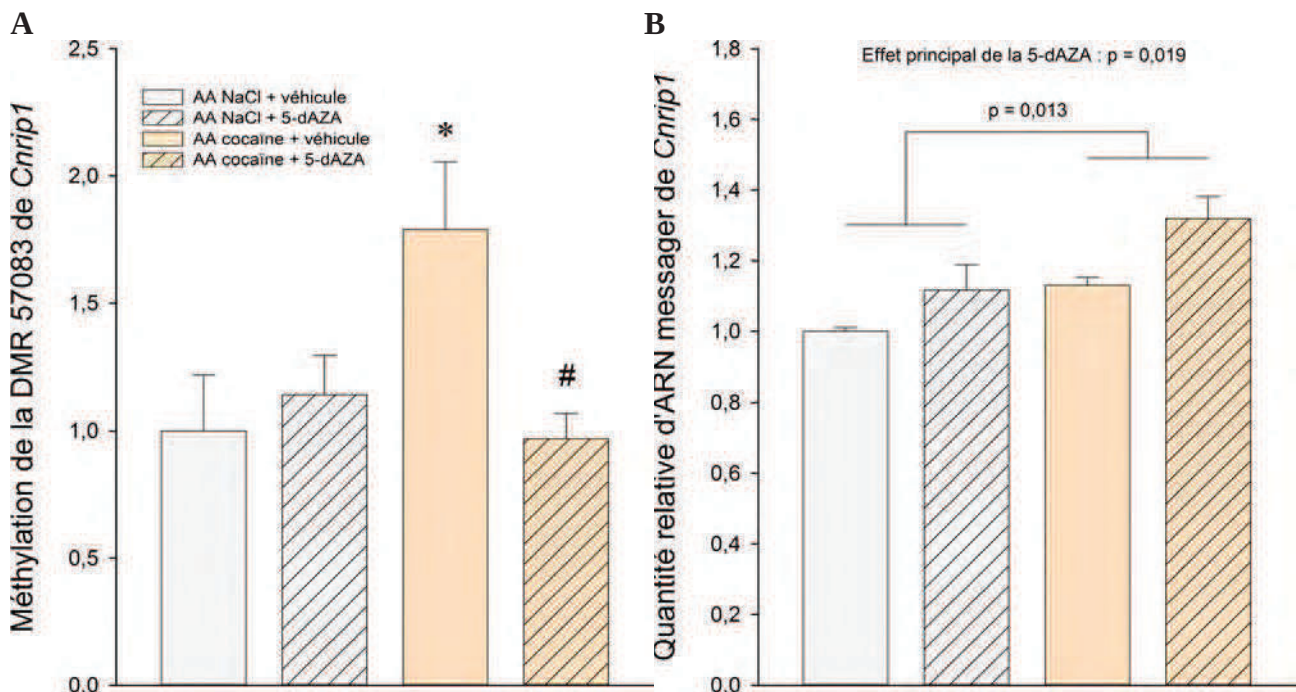 A
Méthylation de la DMR 57083 de Cnrip1
2,5
2,0
1,5
1,0
0,5
0,0
AA NaCl + véhicule
AA NaCl + 5-dAZA
AA cocaïne + véhicule
AA cocaïne + 5-dAZA
*
#
B
Quantité relative d'ARN messager de Cnrip1
1,8
1,6
1,4
1,2
1,0
0,8
0,6
0,4
0,2
0,0
Effet principal de la 5-dAZA : p = 0,019
p = 0,013